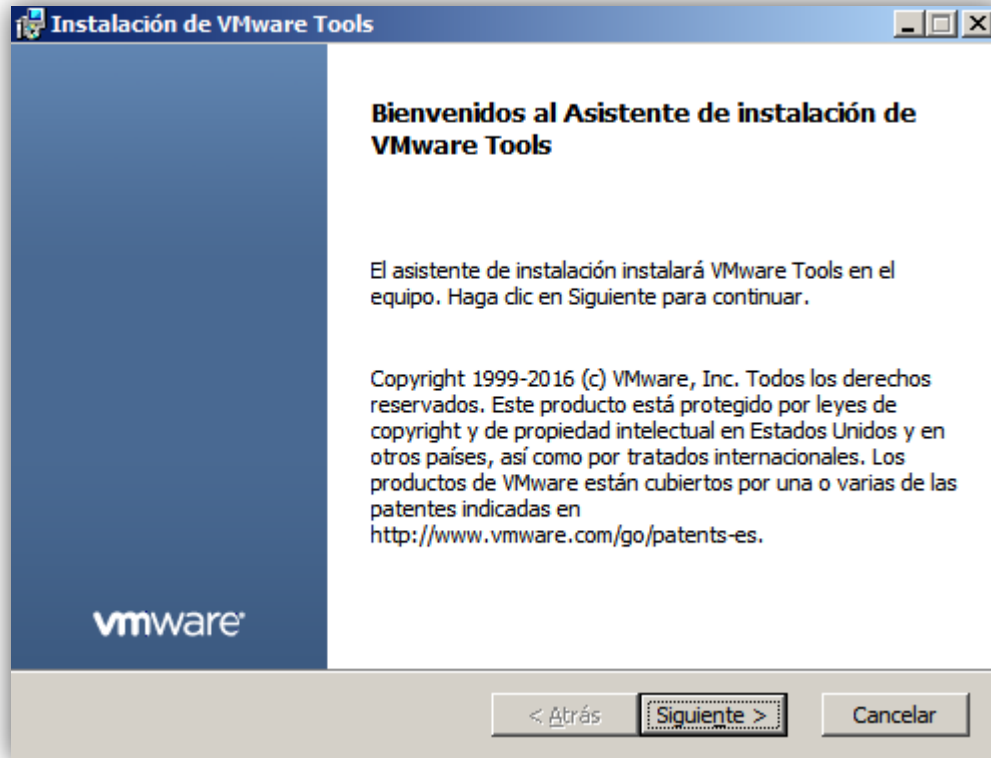 Instalación de VMware Tools
Bienvenidos al Asistente de instalación de
VMware Tools
El asistente de instalación instalará VMware Tools en el
equipo. Haga clic en Siguiente para continuar.
Copyright 1999-2016 (c) VMware, Inc. Todos los derechos
reservados. Este producto está protegido por leyes de
copyright y de propiedad intelectual en Estados Unidos y en
otros países, así como por tratados internacionales. Los
productos de VMware están cubiertos por una o varias de las
patentes indicadas en
http://www.vmware.com/go/patents-es.
vmware
< Atrás Siguiente > Cancelar